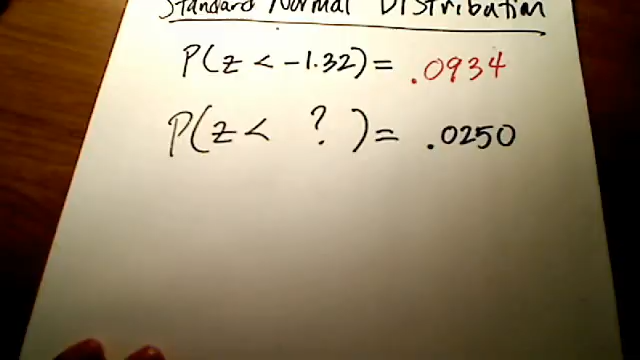 Standard Normal Distribution
P(z < -1.32) = .0934
P(z < ? ) = .0250